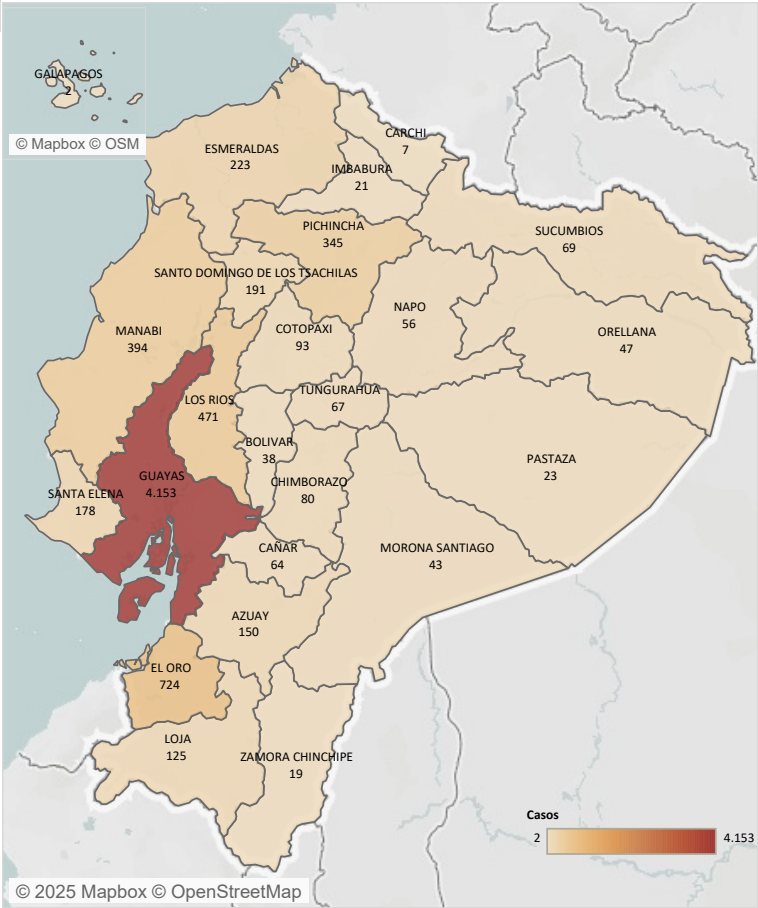 GALAPAGOS
2
© Mapbox © OSM
CARCHI
7
ESMERALDAS
223
IMBABURA
21
PICHINCHA
345
SUCUMBIOS
69
SANTO DOMINGO DE LOS TSACHILAS
191
NAPO
56
MANABI
394
COTOPAXI
93
ORELLANA
47
TUNGURAHUA
67
LOS RIOS
471
BOLIVAR
38
PASTAZA
23
GUAYAS
4.153
CHIMBORAZO
80
SANTA ELENA
178
CAÑAR
64
MORONA SANTIAGO
43
AZUAY
150
EL ORO
724
LOJA
125
ZAMORA CHINCHIPE
19
Casos
2 4.153
© 2025 Mapbox © OpenStreetMap